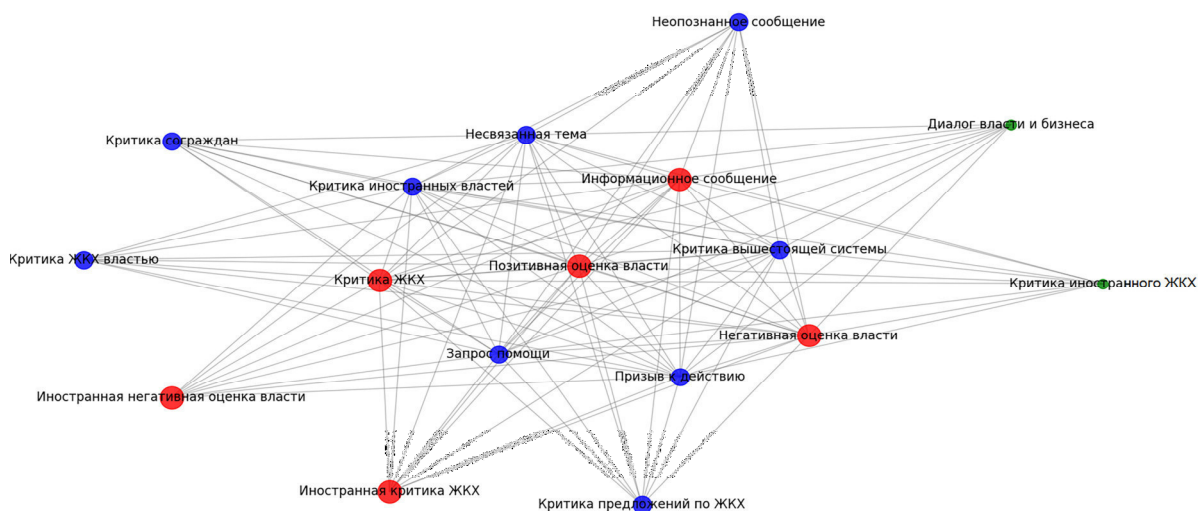 Неопознанное сообщение
Диалог власти и бизнеса
Критика сограждан
Несвязанная тема
Информационное сообщение
Критика иностранных властей
Критика вышестоящей системы
Критика ЖКХ властью
Позитивная оценка власти
Критика ЖКХ
Критика иностранного ЖКХ
Негативная оценка власти
Запрос помощи
Призыв к действию
Иностранная негативная оценка власти
Иностранная критика ЖКХ
Критика предложений по ЖКХ